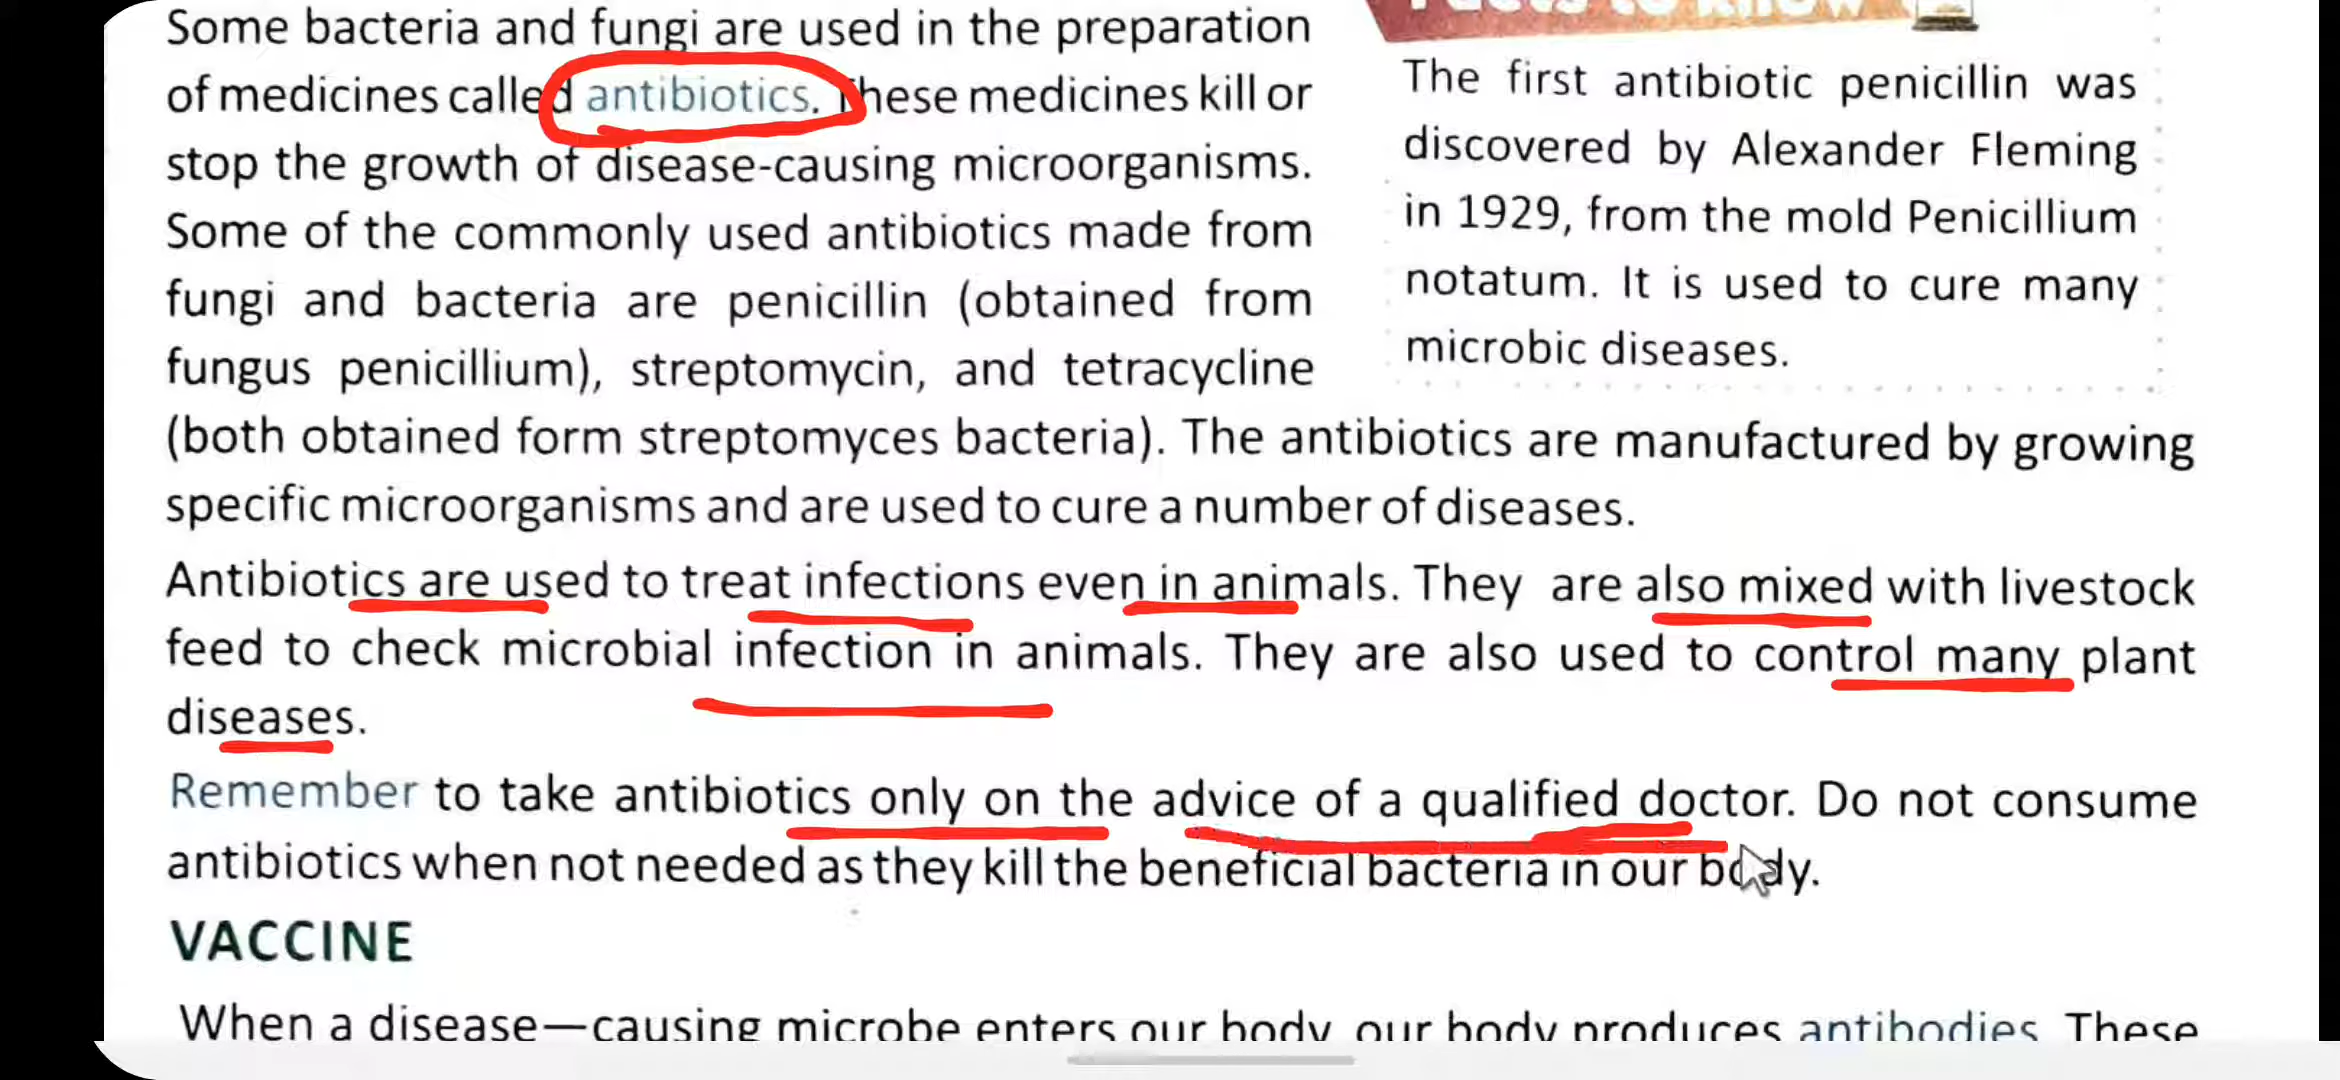 Some bacteria and fungi are used in the preparation
of medicines called antibiotics. These medicines kill or
stop the growth of disease-causing microorganisms.
Some of the commonly used antibiotics made from
fungi and bacteria are penicillin (obtained from
fungus penicillium), streptomycin, and tetracycline
(both obtained form streptomyces bacteria). The antibiotics are manufactured by growing
specific microorganisms and are used to cure a number of diseases.
Facts to Know
The first antibiotic penicillin was
discovered by Alexander Fleming
in 1929, from the mold Penicillium
notatum. It is used to cure many
microbic diseases.
Antibiotics are used to treat infections even in animals. They are also mixed with livestock
feed to check microbial infection in animals. They are also used to control many plant
diseases.
Remember to take antibiotics only on the advice of a qualified doctor. Do not consume
antibiotics when not needed as they kill the beneficial bacteria in our body.
VACCINE
When a disease—causing microbe enters our body, our body produces antibodies. These